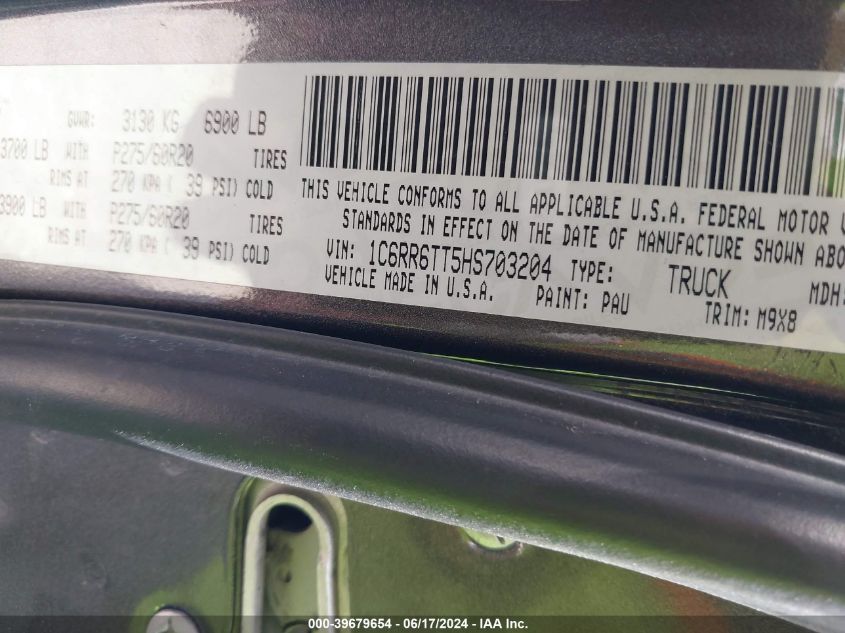 GVWR: 3130 KG 6900 LB
3700 LB WITH P275/60R20 TIRES
RIMS AT 270 KPA ( 39 PSI) COLD
3900 LB WITH P275/60R20 TIRES
RIMS AT 270 KPA ( 39 PSI) COLD
THIS VEHICLE CONFORMS TO ALL APPLICABLE U.S.A. FEDERAL MOTOR
STANDARDS IN EFFECT ON THE DATE OF MANUFACTURE SHOWN ABO
VIN: 1C6RR6TT5HS703204 TYPE: TRUCK MDH:
VEHICLE MADE IN U.S.A. PAINT: PAU TRIM: M9X8
000-39679654 / 06/17/2024 - IAA Inc.